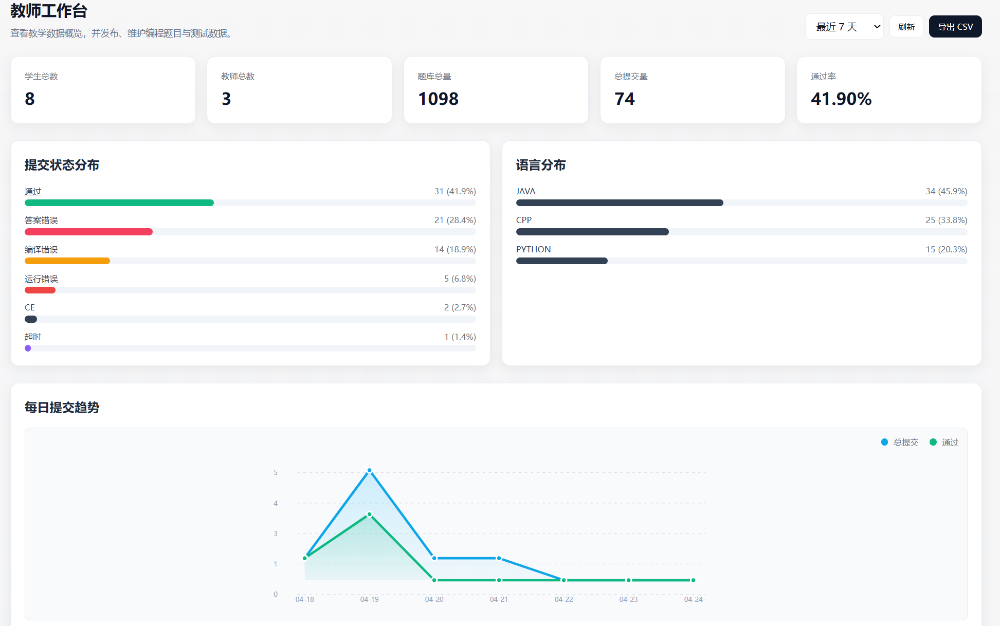 教师工作台
查看教学数据概览，并发布、维护编程题目与测试数据。
最近 7 天
刷新
导出 CSV
学生总数
8
教师总数
3
题库总量
1098
总提交量
74
通过率
41.90%
提交状态分布
通过 31 (41.9%)
答案错误 21 (28.4%)
编译错误 14 (18.9%)
运行错误 5 (6.8%)
CE 2 (2.7%)
超时 1 (1.4%)
语言分布
JAVA 34 (45.9%)
CPP 25 (33.8%)
PYTHON 15 (20.3%)
每日提交趋势
总提交 通过
5
4
3
1
0
04-18 04-19 04-20 04-21 04-22 04-23 04-24